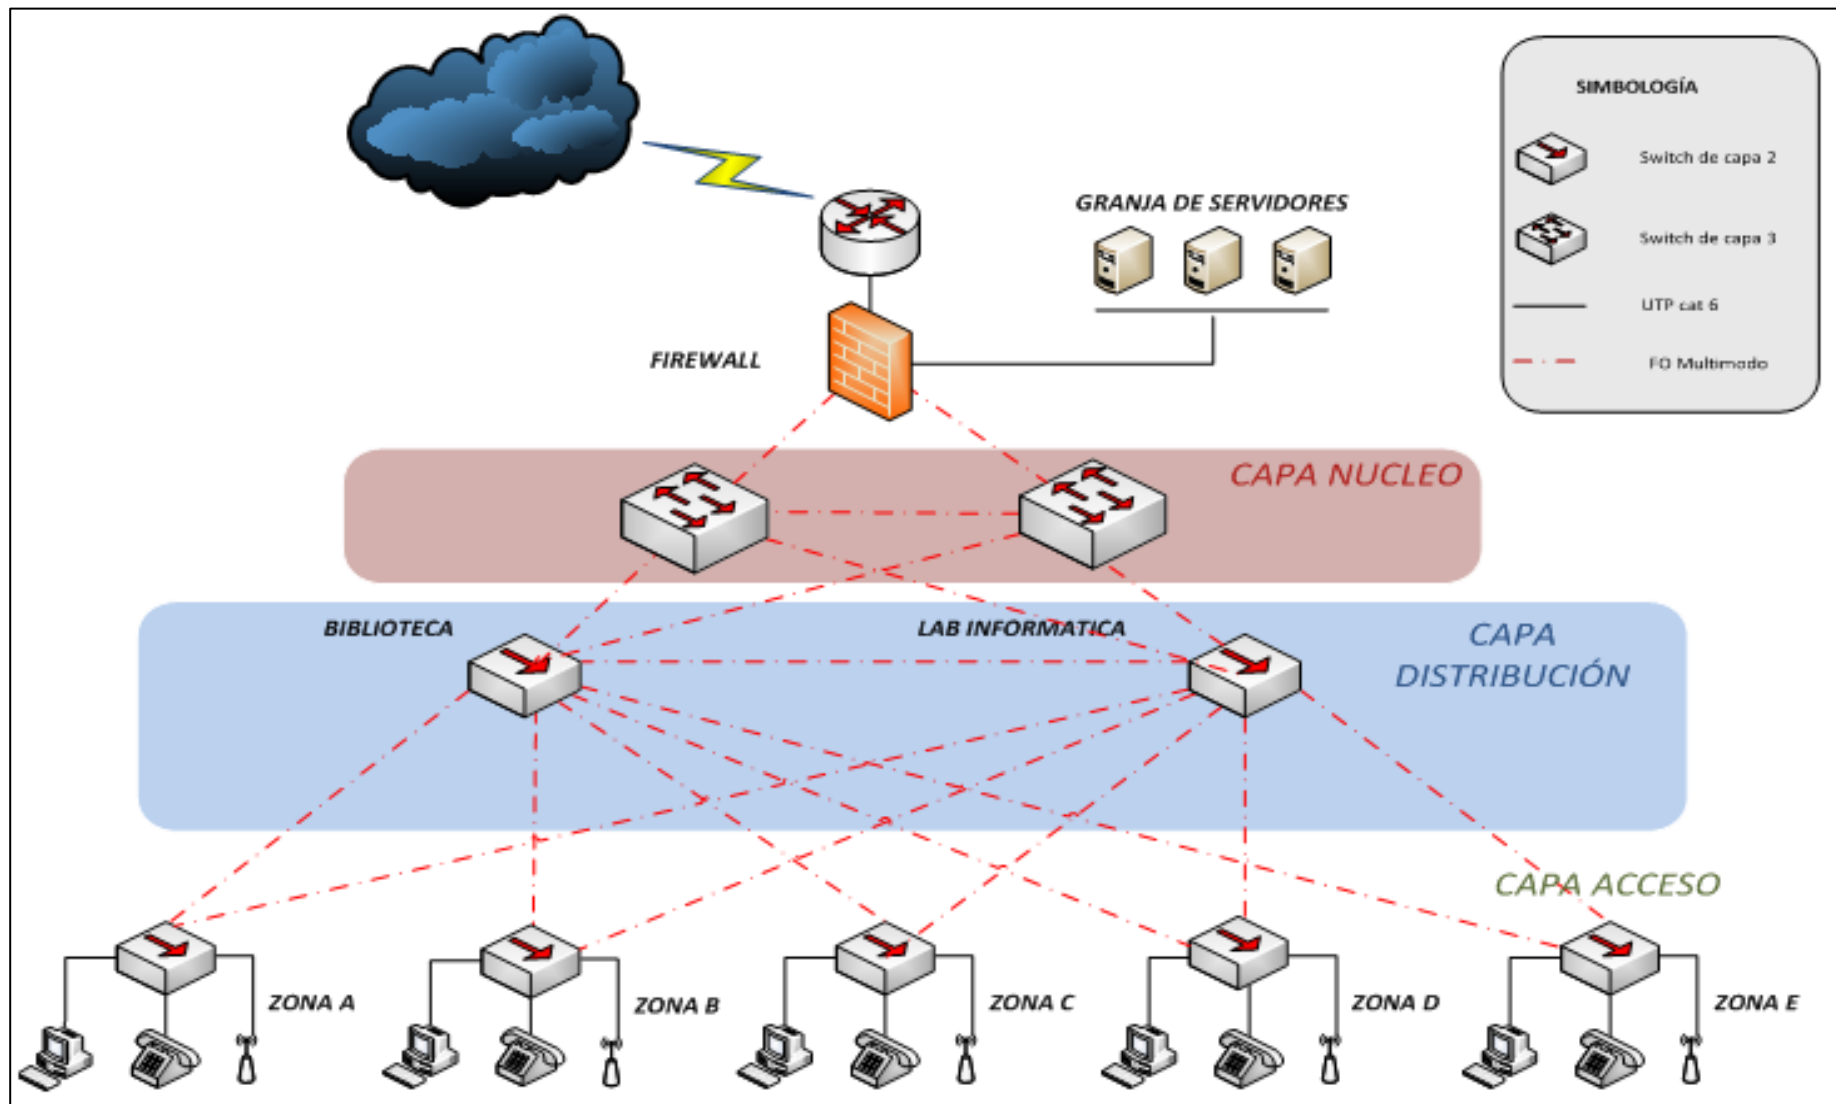 SIMBOLOGÍA
Switch de capa 2
Switch de capa 3
UTP cat 6
FO Multimodo
GRANJA DE SERVIDORES
FIREWALL
CAPA NUCLEO
BIBLIOTECA
LAB INFORMATICA
CAPA
DISTRIBUCIÓN
CAPA ACCESO
ZONA A
ZONA B
ZONA C
ZONA D
ZONA E